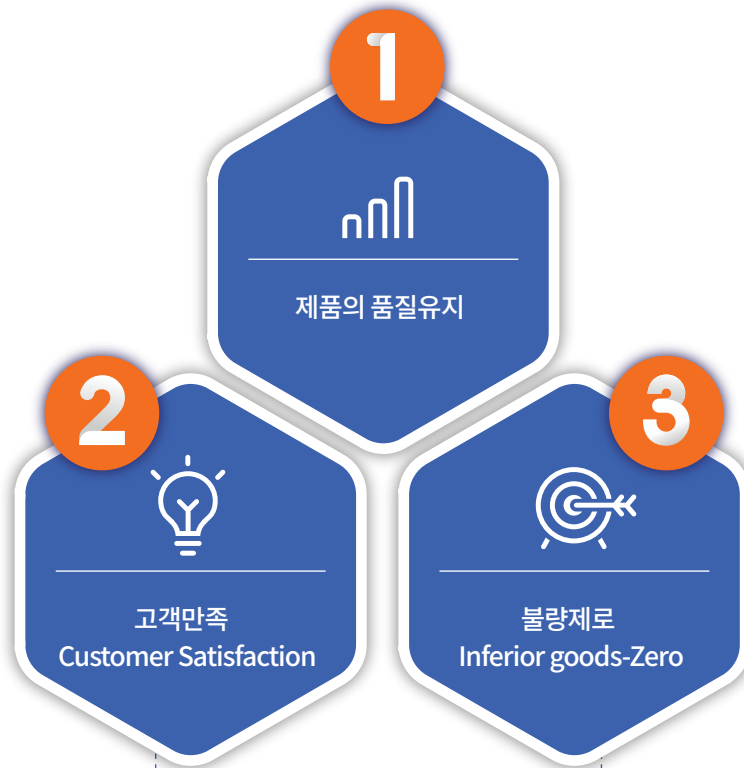 1
제품의 품질유지
2
고객만족
Customer Satisfaction
3
불량제로
Inferior goods-Zero